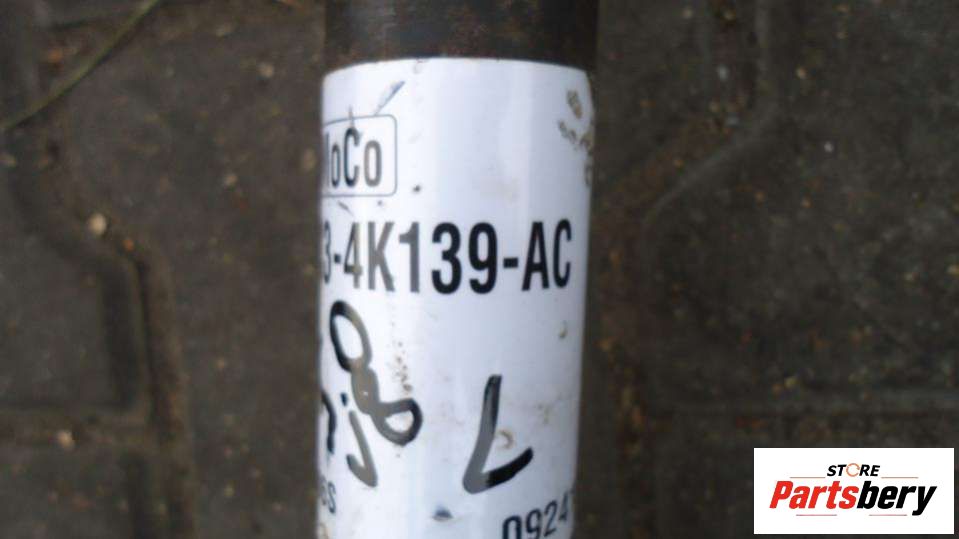 MoCo
3-4K139-AC
L
0924
STORE
Partsbery